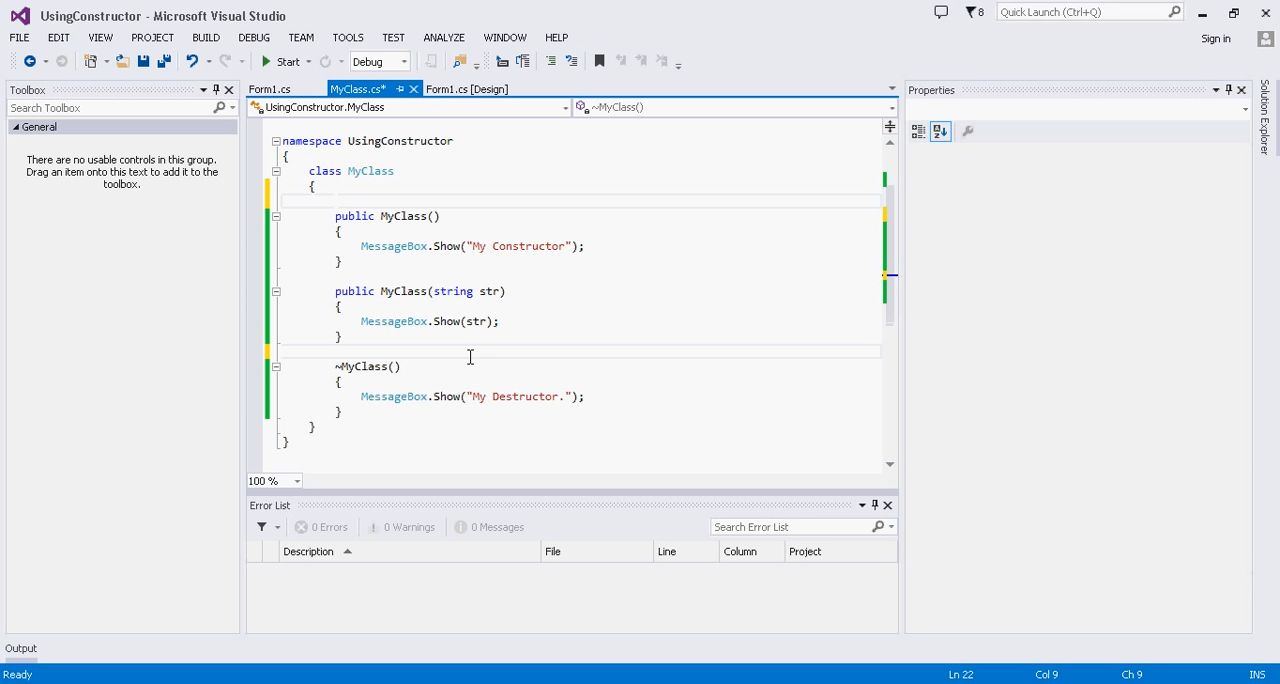 UsingConstructor - Microsoft Visual Studio
8
Quick Launch (Ctrl+Q)
FILE EDIT VIEW PROJECT BUILD DEBUG TEAM TOOLS TEST ANALYZE WINDOW HELP
Sign in
Start Debug
Toolbox
Search Toolbox
General
There are no usable controls in this group.
Drag an item onto this text to add it to the
toolbox.
Form1.cs MyClass.cs* Form1.cs [Design]
UsingConstructor.MyClass ~MyClass()
namespace UsingConstructor
{
class MyClass
{
public MyClass()
{
MessageBox.Show("My Constructor");
}
public MyClass(string str)
{
MessageBox.Show(str);
}
~MyClass()
{
MessageBox.Show("My Destructor.");
}
}
}
100 %
Error List
0 Errors 0 Warnings 0 Messages
Search Error List
Description File Line Column Project
Properties
Solution Explorer
Output
Ready Ln 22 Col 9 Ch 9 INS